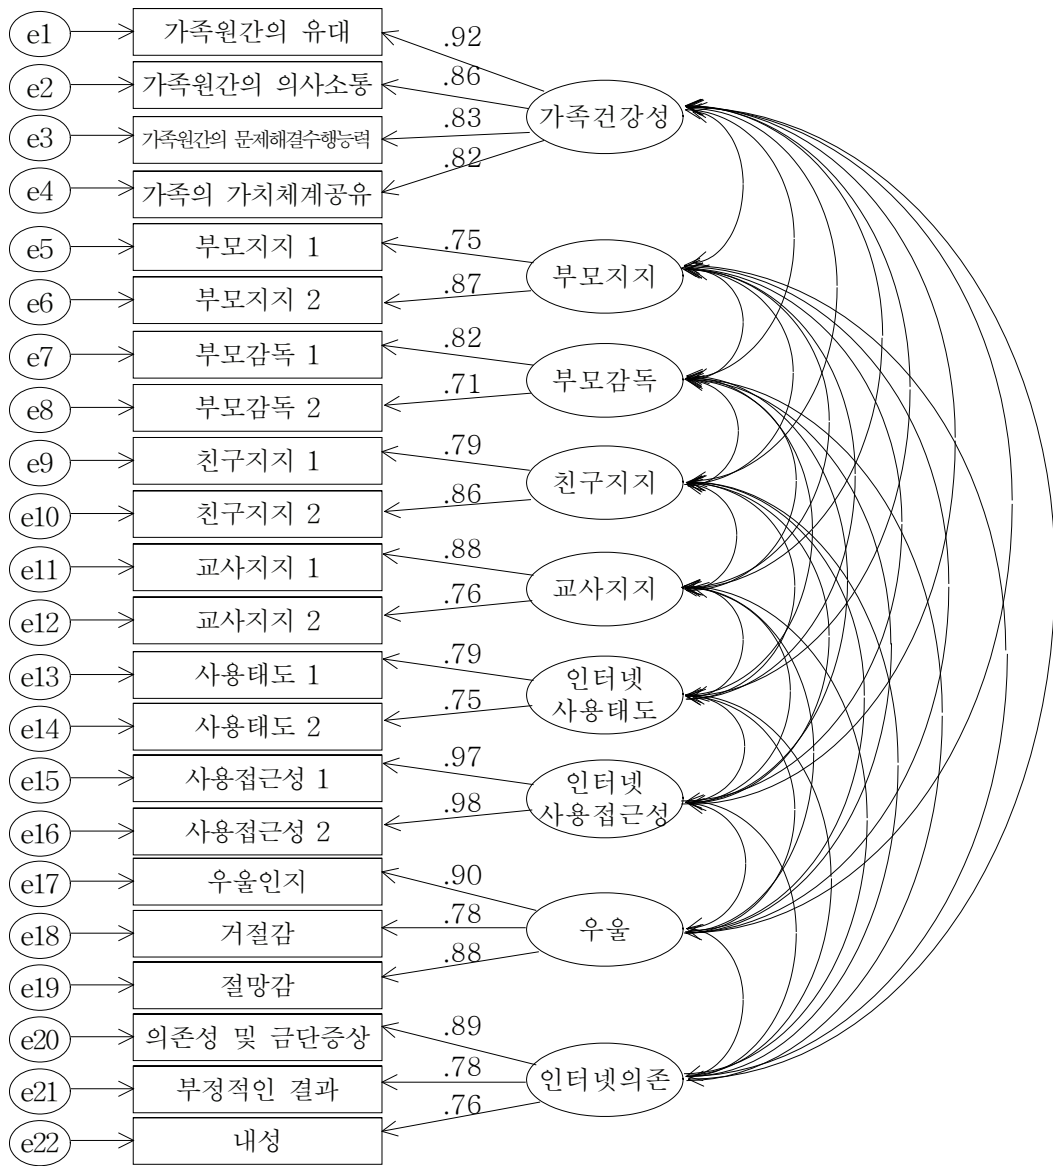 e1 가족원간의 유대 .92
e2 가족원간의 의사소통 .86
가족건강성
e3 가족원간의 문제해결수행능력 .83
e4 가족의 가치체계공유 .82
e5 부모지지 1 .75
부모지지
e6 부모지지 2 .87
e7 부모감독 1 .82
부모감독
e8 부모감독 2 .71
e9 친구지지 1 .79
친구지지
e10 친구지지 2 .86
e11 교사지지 1 .88
교사지지
e12 교사지지 2 .76
e13 사용태도 1 .79
인터넷
사용태도
e14 사용태도 2 .75
e15 사용접근성 1 .97
인터넷
사용접근성
e16 사용접근성 2 .98
e17 우울인지 .90
e18 거절감 .78
우울
e19 절망감 .88
e20 의존성 및 금단증상 .89
e21 부정적인 결과 .78
인터넷의존
e22 내성 .76